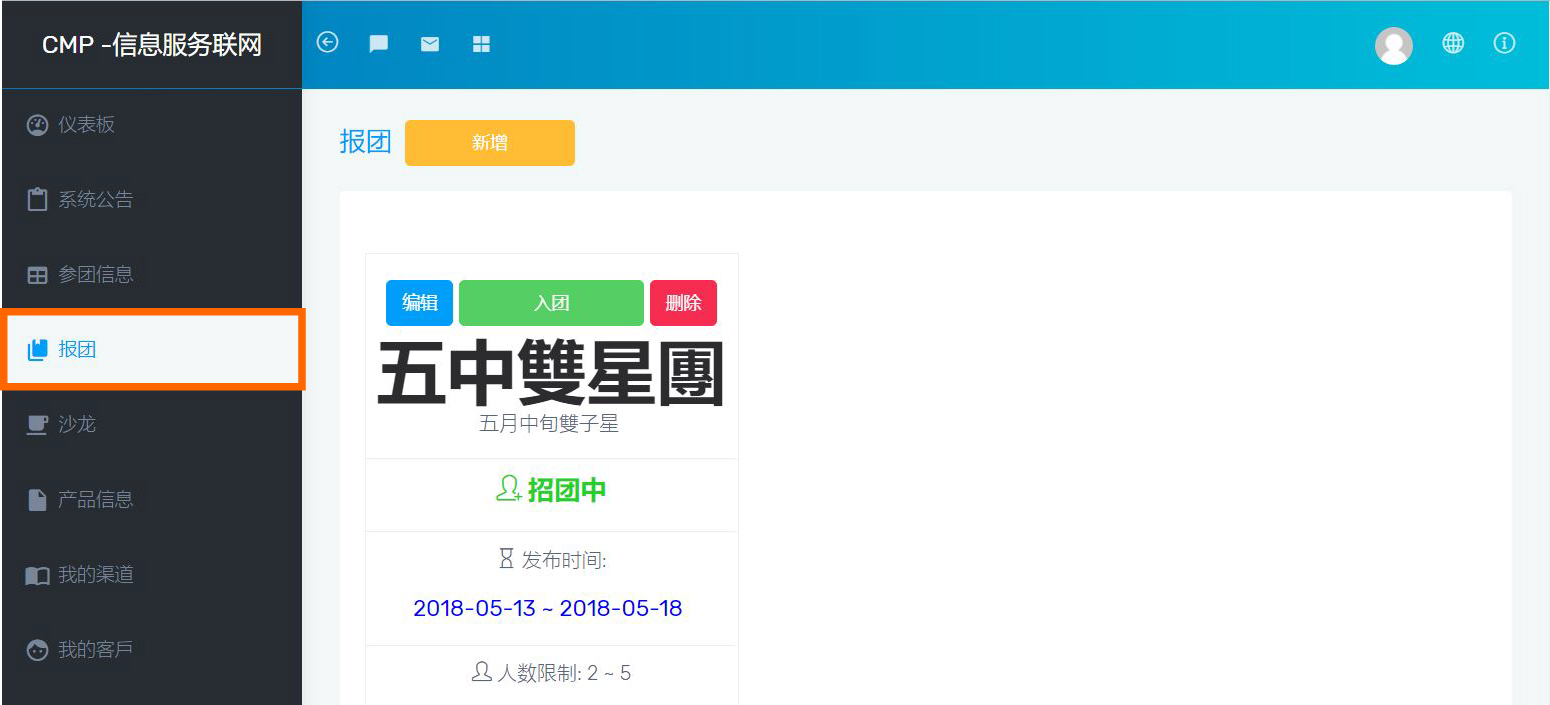 CMP -信息服务联网
仪表板
系统公告
参团信息
报团
沙龙
产品信息
我的渠道
我的客戶
报团
新增
编辑 入团 删除
五中雙星團
五月中旬雙子星
招团中
发布时间:
2018-05-13 ~ 2018-05-18
人数限制: 2 ~ 5